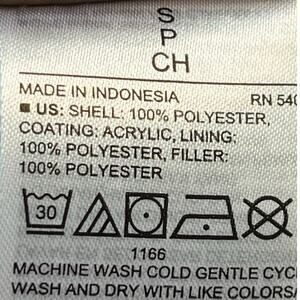 S
P
CH
MADE IN INDONESIA RN 540
■ US: SHELL: 100% POLYESTER,
COATING: ACRYLIC, LINING:
100% POLYESTER, FILLER:
100% POLYESTER
30
1166
MACHINE WASH COLD GENTLE CYC
WASH AND DRY WITH LIKE COLORS